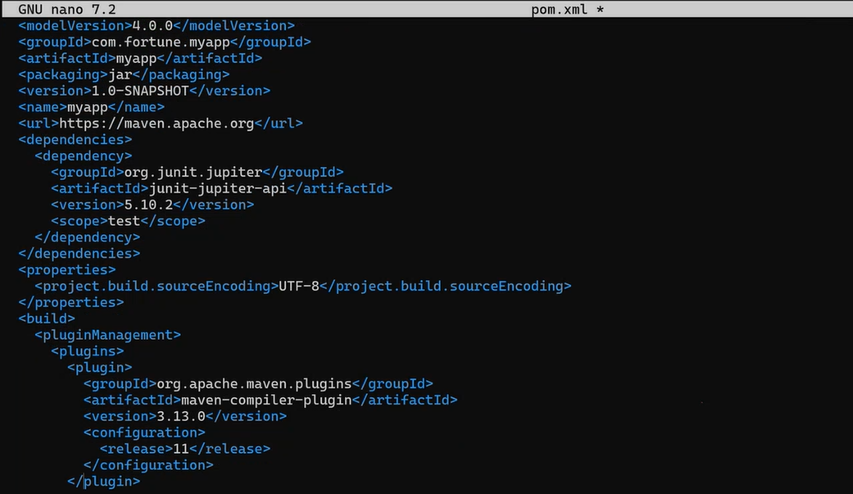 GNU nano 7.2 pom.xml *
<modelVersion>4.0.0</modelVersion>
<groupId>com.fortune.myapp</groupId>
<artifactId>myapp</artifactId>
<packaging>jar</packaging>
<version>1.0-SNAPSHOT</version>
<name>myapp</name>
<url>https://maven.apache.org</url>
<dependencies>
<dependency>
<groupId>org.junit.jupiter</groupId>
<artifactId>junit-jupiter-api</artifactId>
<version>5.10.2</version>
<scope>test</scope>
</dependency>
</dependencies>
<properties>
<project.build.sourceEncoding>UTF-8</project.build.sourceEncoding>
</properties>
<build>
<pluginManagement>
<plugins>
<plugin>
<groupId>org.apache.maven.plugins</groupId>
<artifactId>maven-compiler-plugin</artifactId>
<version>3.13.0</version>
<configuration>
<release>11</release>
</configuration>
</plugin>